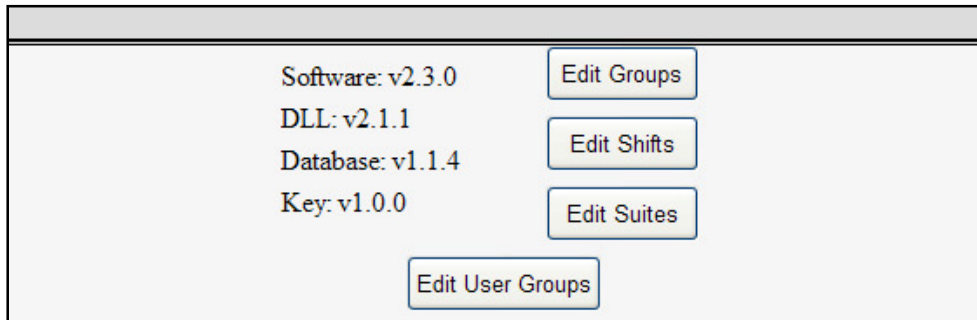 Software: v2.3.0
DLL: v2.1.1
Database: v1.1.4
Key: v1.0.0
Edit Groups
Edit Shifts
Edit Suites
Edit User Groups